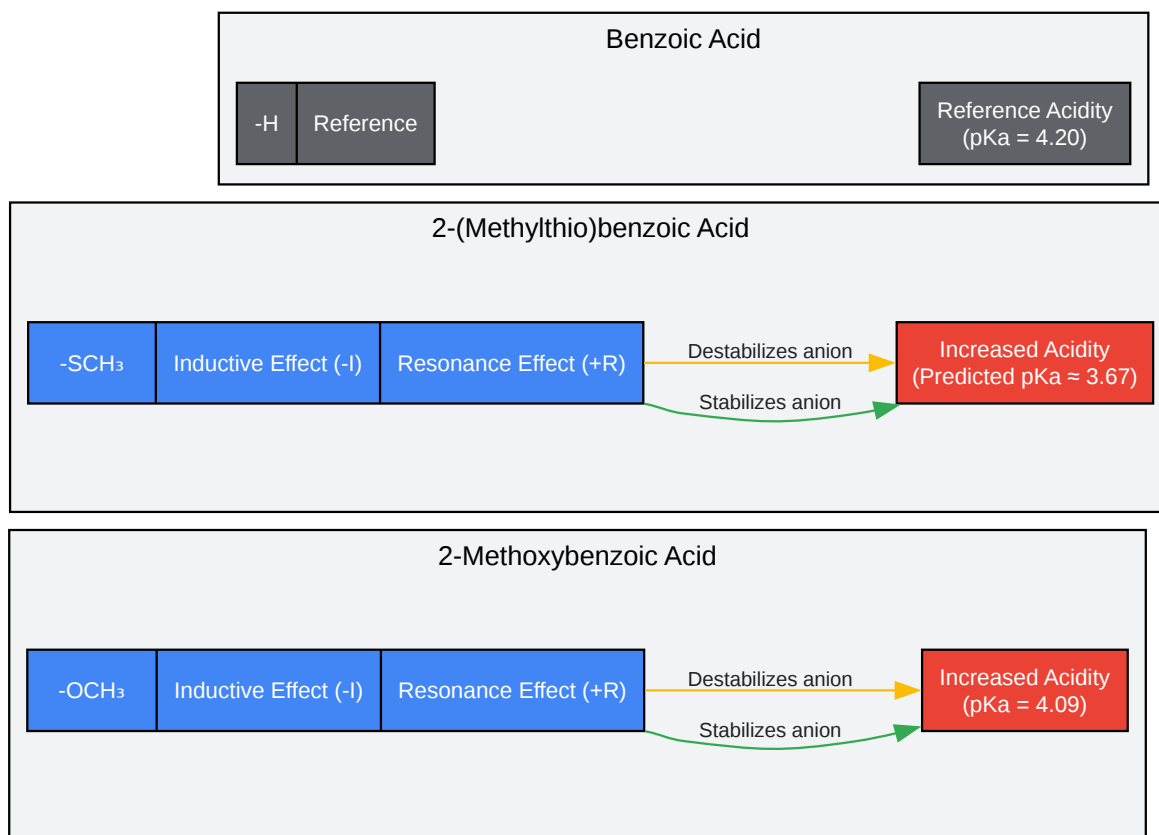 Benzoic Acid
-H
Reference
Reference Acidity
(pKa = 4.20)
2-(Methylthio)benzoic Acid
-SCH₃
Inductive Effect (-I)
Resonance Effect (+R)
Destabilizes anion
Stabilizes anion
Increased Acidity
(Predicted pKa ≈ 3.67)
2-Methoxybenzoic Acid
-OCH₃
Inductive Effect (-I)
Resonance Effect (+R)
Destabilizes anion
Stabilizes anion
Increased Acidity
(pKa = 4.09)